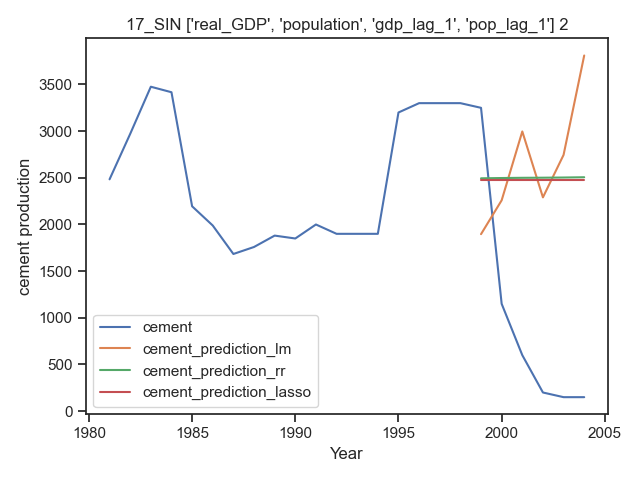 17_SIN ['real_GDP', 'population', 'gdp_lag_1', 'pop_lag_1'] 2
cement production
3500
3000
2500
2000
1500
1000
500
0
cement
cement_prediction_lm
cement_prediction_rr
cement_prediction_lasso
1980 1985 1990 1995 2000 2005
Year